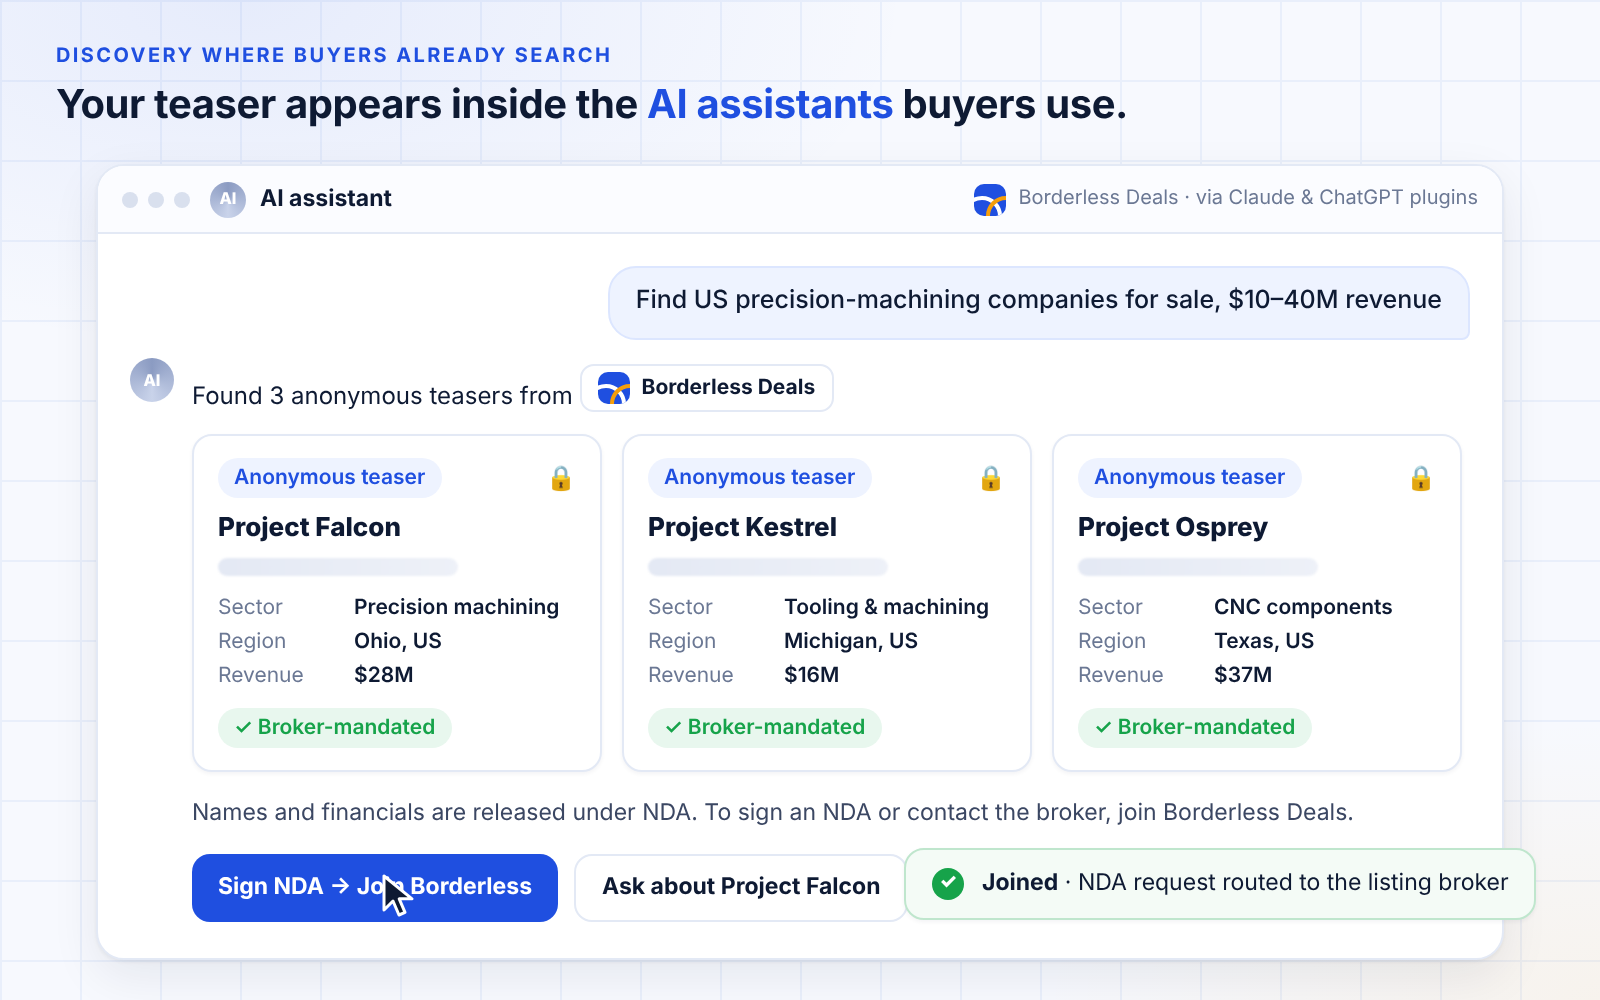 DISCOVERY WHERE BUYERS ALREADY SEARCH
Your teaser appears inside the AI assistants buyers use.
AI AI assistant
Borderless Deals · via Claude & ChatGPT plugins
Find US precision-machining companies for sale, $10–40M revenue
AI
Found 3 anonymous teasers from Borderless Deals
Anonymous teaser
Project Falcon
Sector Precision machining
Region Ohio, US
Revenue $28M
✓ Broker-mandated
Anonymous teaser
Project Kestrel
Sector Tooling & machining
Region Michigan, US
Revenue $16M
✓ Broker-mandated
Anonymous teaser
Project Osprey
Sector CNC components
Region Texas, US
Revenue $37M
✓ Broker-mandated
Names and financials are released under NDA. To sign an NDA or contact the broker, join Borderless Deals.
Sign NDA → Join Borderless
Ask about Project Falcon
Joined · NDA request routed to the listing broker